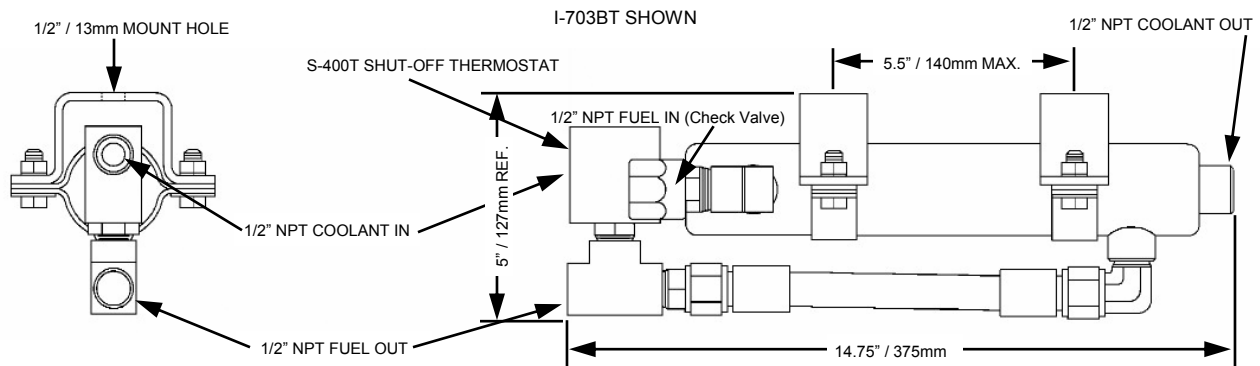 I-703BT SHOWN
1/2” NPT COOLANT OUT
1/2” / 13mm MOUNT HOLE
S-400T SHUT-OFF THERMOSTAT
5.5” / 140mm MAX.
1/2” NPT FUEL IN (Check Valve)
5” / 127mm REF.
1/2” NPT COOLANT IN
1/2” NPT FUEL OUT
14.75” / 375mm